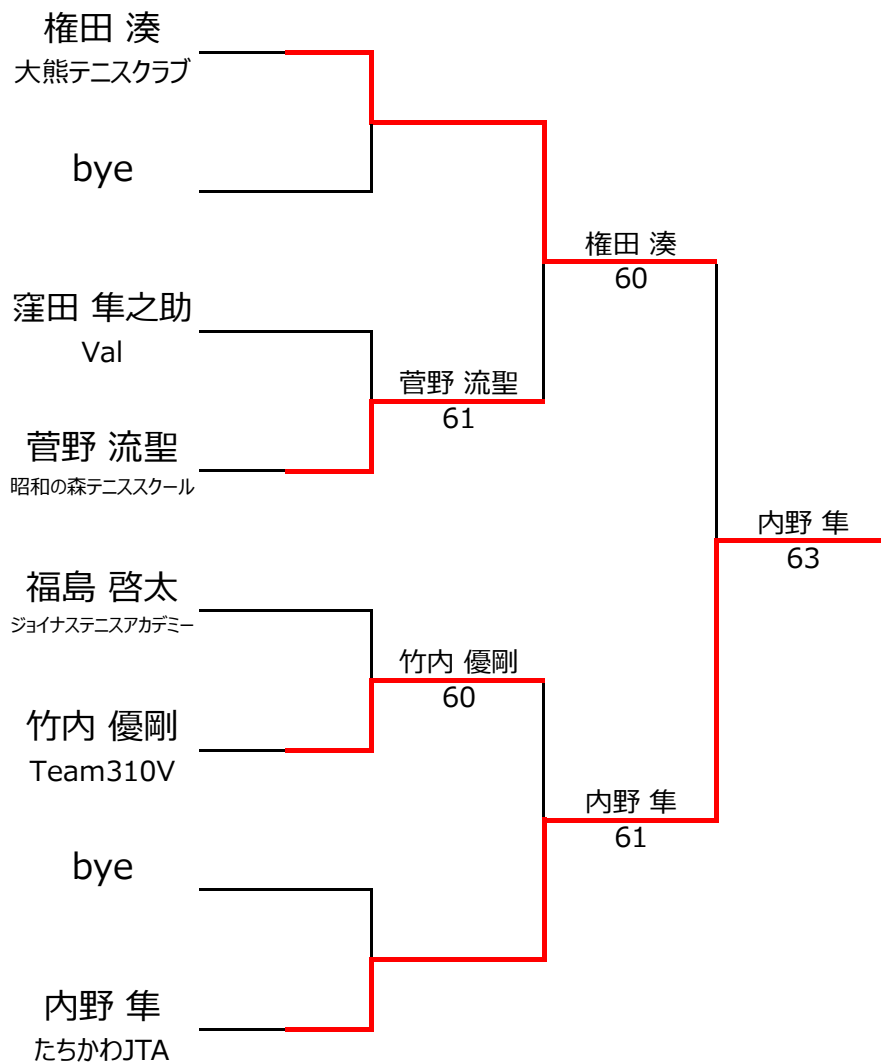 権田 湊
大熊テニスクラブ
bye
窪田 隼之助
Val
菅野 流聖
昭和の森テニススクール
福島 啓太
ジョイナステニスアカデミー
竹内 優剛
Team310V
bye
内野 隼
たちかわJTA
菅野 流聖
61
竹内 優剛
60
権田 湊
60
内野 隼
61
内野 隼
63